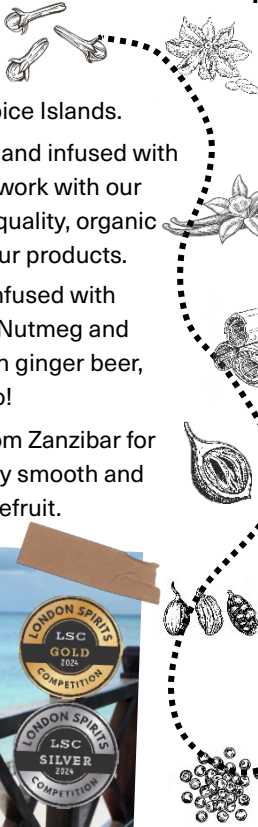 ice Islands.
and infused with
work with our
quality, organic
ur products.
nfused with
Nutmeg and
n ginger beer,
o!
om Zanzibar for
y smooth and
efruit.
LONDON SPIRITS
LSC
GOLD
2024
COMPETITION
LONDON SPIRITS
LSC
SILVER
2024
COMPETITION